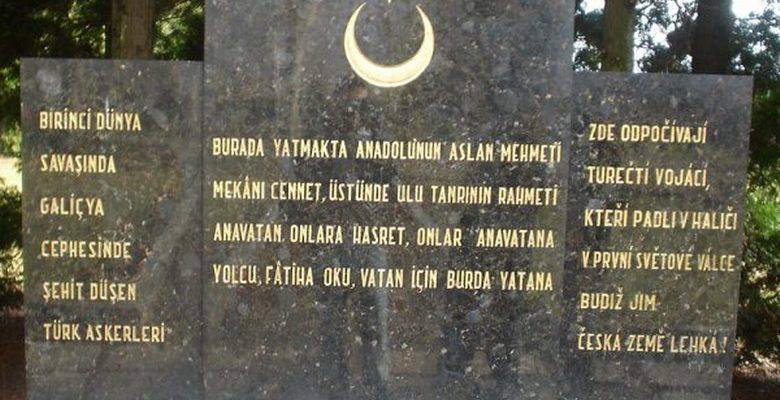 BİRİNCİ DÜNYA
SAVAŞINDA
GALİÇYA
CEPHESİNDE
ŞEHİT DÜŞEN
TÜRK ASKERLERİ
BURADA YATMAKTA ANADOLU'NUN ASLAN MEHMETİ
MEKÂNI CENNET, ÜSTÜNDE ULU TANRININ RAHMETİ
ANAVATAN ONLARA HASRET, ONLAR ANAVATANA
YOLCU, FÂTİHA OKU, VATAN İÇİN BURDA YATANA
ZDE ODPOČÍVAJÍ
TUREČTÍ VOJÁCI,
KTEŘÍ PADLI V HALIČI
V PRVNÍ SVĚTOVÉ VÁLCE
BUDIŽ JIM
ČESKÁ ZEMĚ LEHKÁ!